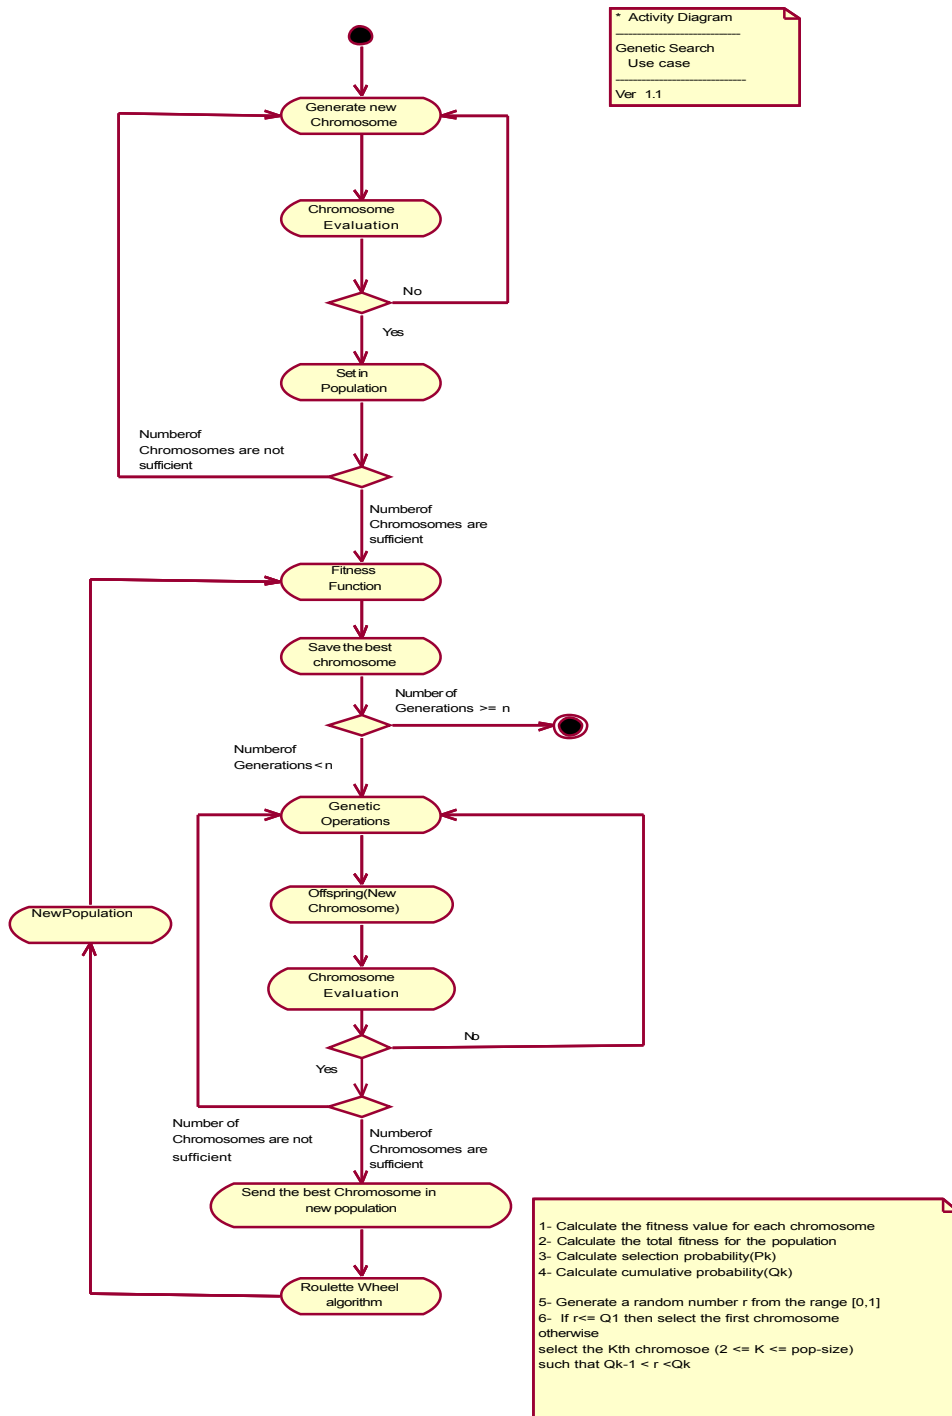 * Activity Diagram
Genetic Search
Use case
Ver 1.1
Generate new
Chromosome
Chromosome
Evaluation
No
Yes
Set in
Population
Numberof
Chromosomes are not
sufficient
Numberof
Chromosomes are
sufficient
Fitness
Function
Save the best
chromosome
Number of
Generations >= n
Numberof
Generations < n
Genetic
Operations
Offspring(New
Chromosome)
NewPopulation
Chromosome
Evaluation
No
Yes
Number of
Chromosomes are not
sufficient
Numberof
Chromosomes are
sufficient
Send the best Chromosome in
new population
Roulette Wheel
algorithm
1- Calculate the fitness value for each chromosome
2- Calculate the total fitness for the population
3- Calculate selection probability(Pk)
4- Calculate cumulative probability(Qk)
5- Generate a random number r from the range [0,1]
6- If r<= Q1 then select the first chromosome
otherwise
select the Kth chromosoe (2 <= K <= pop-size)
such that Qk-1 < r <Qk